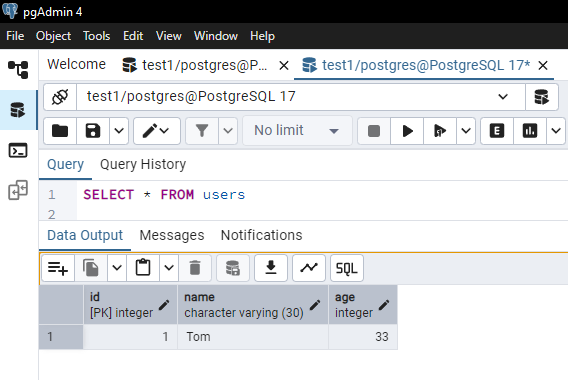 pgAdmin 4
File Object Tools Edit View Window Help
Welcome test1/postgres@P... test1/postgres@PostgreSQL 17*
test1/postgres@PostgreSQL 17
No limit E
Query Query History
1 SELECT * FROM users
2
Data Output Messages Notifications
SQL
id name age
[PK] integer character varying (30) integer
1 1 Tom 33